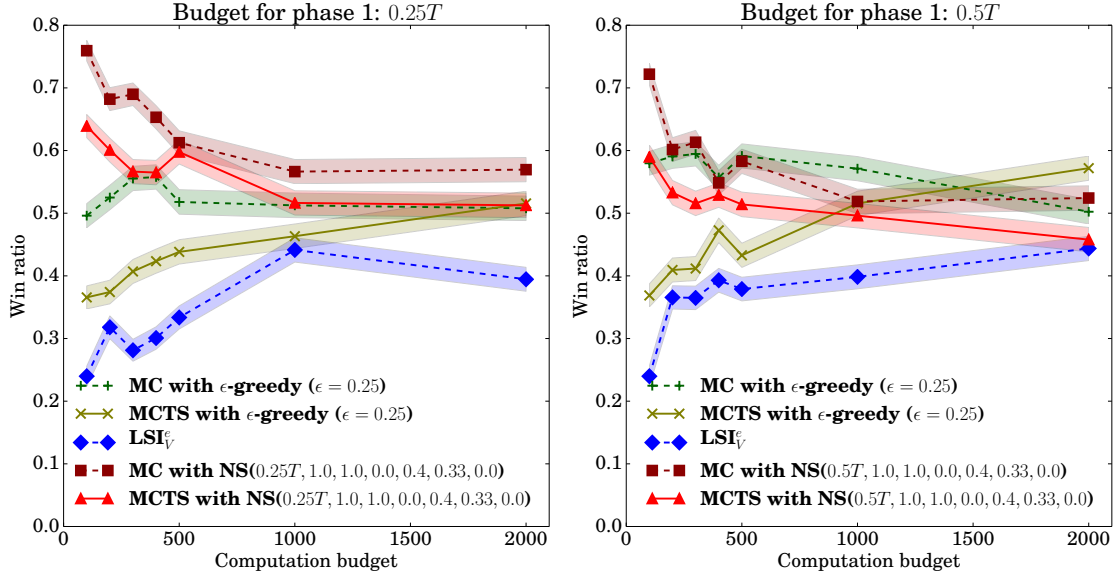 Budget for phase 1: 0.25T
0.8
0.7
0.6
0.5
0.4
0.3
0.2
0.1
0.0
Win ratio
MC with ϵ-greedy (ϵ = 0.25)
MCTS with ϵ-greedy (ϵ = 0.25)
LSI_V^e
MC with NS(0.25T, 1.0, 1.0, 0.0, 0.4, 0.33, 0.0)
MCTS with NS(0.25T, 1.0, 1.0, 0.0, 0.4, 0.33, 0.0)
0 500 1000 1500 2000
Computation budget
Budget for phase 1: 0.5T
0.8
0.7
0.6
0.5
0.4
0.3
0.2
0.1
0.0
Win ratio
MC with ϵ-greedy (ϵ = 0.25)
MCTS with ϵ-greedy (ϵ = 0.25)
LSI_V^e
MC with NS(0.5T, 1.0, 1.0, 0.0, 0.4, 0.33, 0.0)
MCTS with NS(0.5T, 1.0, 1.0, 0.0, 0.4, 0.33, 0.0)
0 500 1000 1500 2000
Computation budget